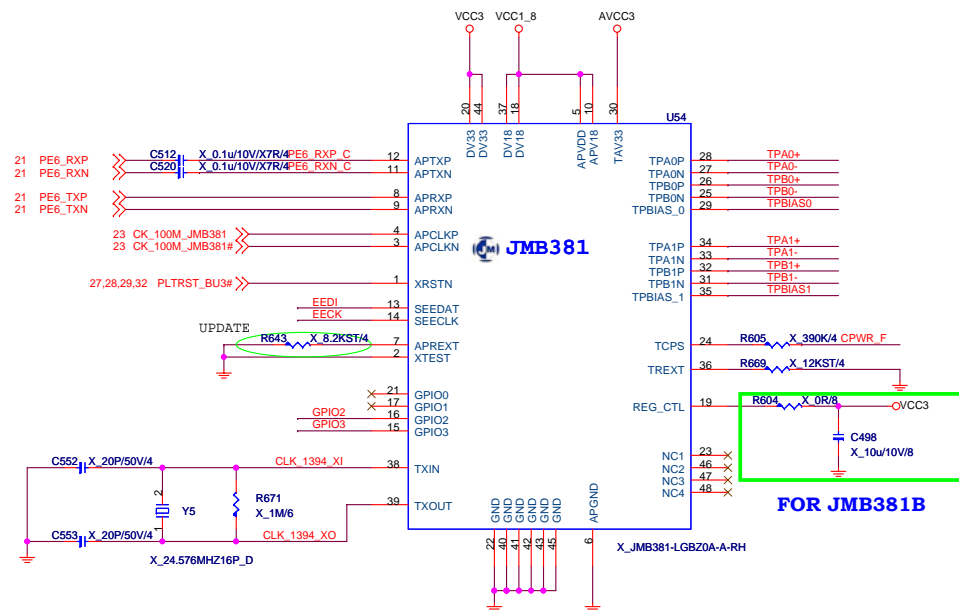 VCC3 VCC1_8 AVCC3
20 44 37 18 5 10 30
U54
DV33 DV33 DV18 DV18 APVDD APV18 TAV33
21 PE6_RXP C512 X_0.1u/10V/X7R/4 PE6_RXP_C 12 APTXP
21 PE6_RXN C520 X_0.1u/10V/X7R/4 PE6_RXN_C 11 APTXN
21 PE6_TXP 8 APRXP
21 PE6_TXN 9 APRXN
23 CK_100M_JMB381 4 APCLKP
23 CK_100M_JMB381# 3 APCLKN
27,28,29,32 PLTRST_BU3# 1 XRSTN
EEDI 13 SEEDAT
EECK 14 SEECLK
UPDATE
R643 X_8.2KST/4 7 APREXT
2 XTEST
21 GPIO0
17 GPIO1
GPIO2 16 GPIO2
GPIO3 15 GPIO3
C552 X_20P/50V/4 CLK_1394_XI 38 TXIN
2 Y5 1
R671
X_1M/6
C553 X_20P/50V/4 CLK_1394_XO 39 TXOUT
X_24.576MHZ16P_D
JM JMB381
TPA0P 28 TPA0+
TPA0N 27 TPA0-
TPB0P 26 TPB0+
TPB0N 25 TPB0-
TPBIAS_0 29 TPBIAS0
TPA1P 34 TPA1+
TPA1N 33 TPA1-
TPB1P 32 TPB1+
TPB1N 31 TPB1-
TPBIAS_1 35 TPBIAS1
TCPS 24 R605 X_390K/4 CPWR_F
TREXT 36 R669 X_12KST/4
REG_CTL 19 R604 X_0R/8 VCC3
C498
X_10u/10V/8
NC1 23
NC2 46
NC3 47
NC4 48
FOR JMB381B
GND GND GND GND GND GND APGND
22 40 41 42 43 45 6
X_JMB381-LGBZ0A-A-RH